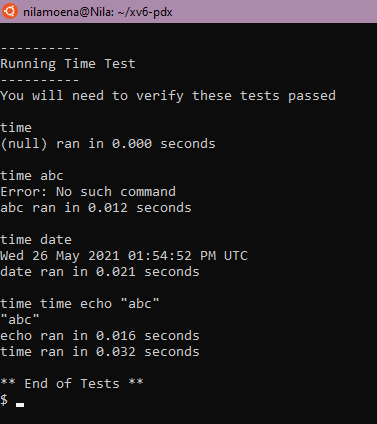 nilamoena@Nila: ~/xv6-pdx
----------
Running Time Test
----------
You will need to verify these tests passed
time
(null) ran in 0.000 seconds
time abc
Error: No such command
abc ran in 0.012 seconds
time date
Wed 26 May 2021 01:54:52 PM UTC
date ran in 0.021 seconds
time time echo "abc"
"abc"
echo ran in 0.016 seconds
time ran in 0.032 seconds
** End of Tests **
$